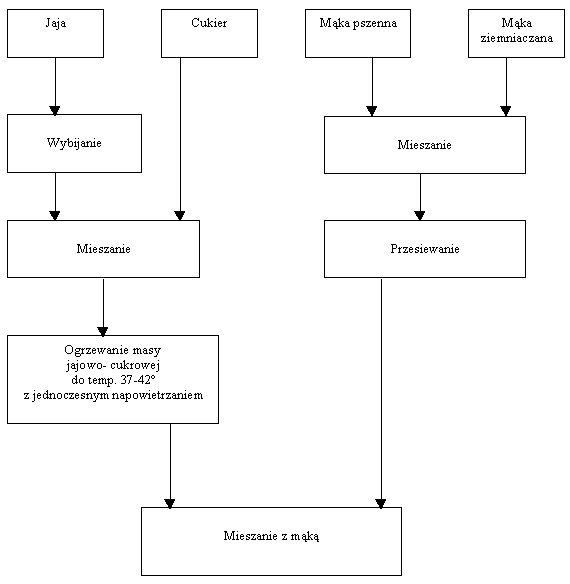 Jaja
Cukier
Mąka pszenna
Mąka
ziemniaczana
Wybijanie
Mieszanie
Mieszanie
Przesiewanie
Ogrzewanie masy
jajowo- cukrowej
do temp. 37-42°
z jednoczesnym napowietrzaniem
Mieszanie z mąką